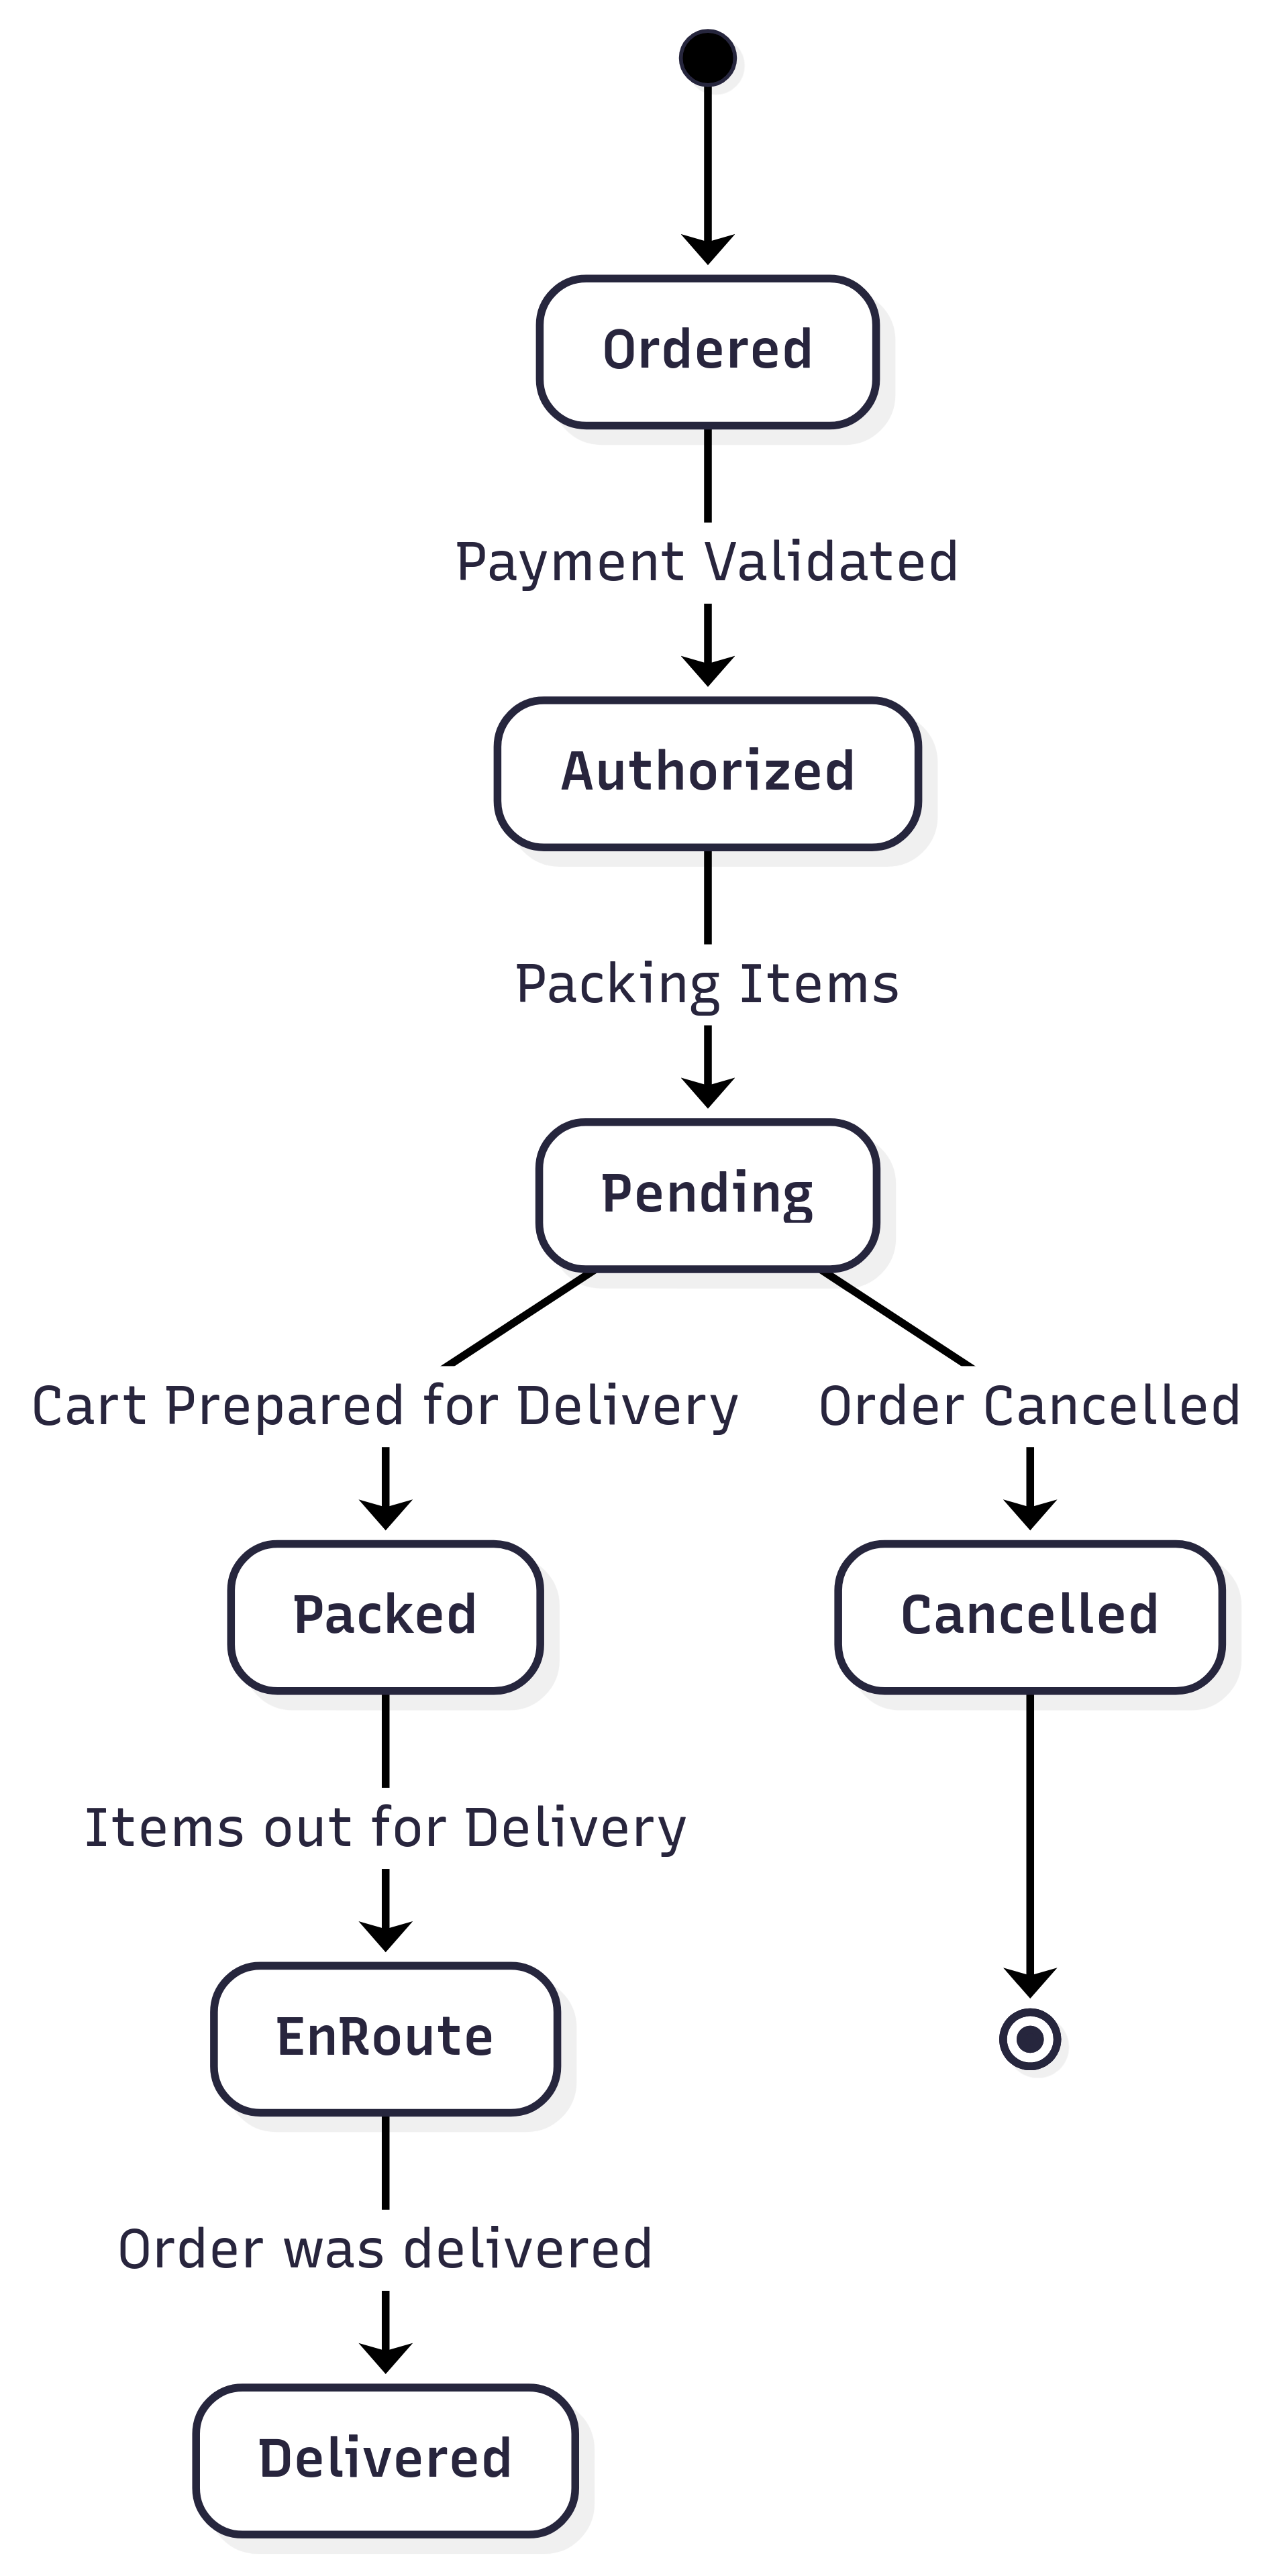 Ordered
Payment Validated
Authorized
Packing Items
Pending
Cart Prepared for Delivery
Order Cancelled
Packed
Cancelled
Items out for Delivery
EnRoute
Order was delivered
Delivered